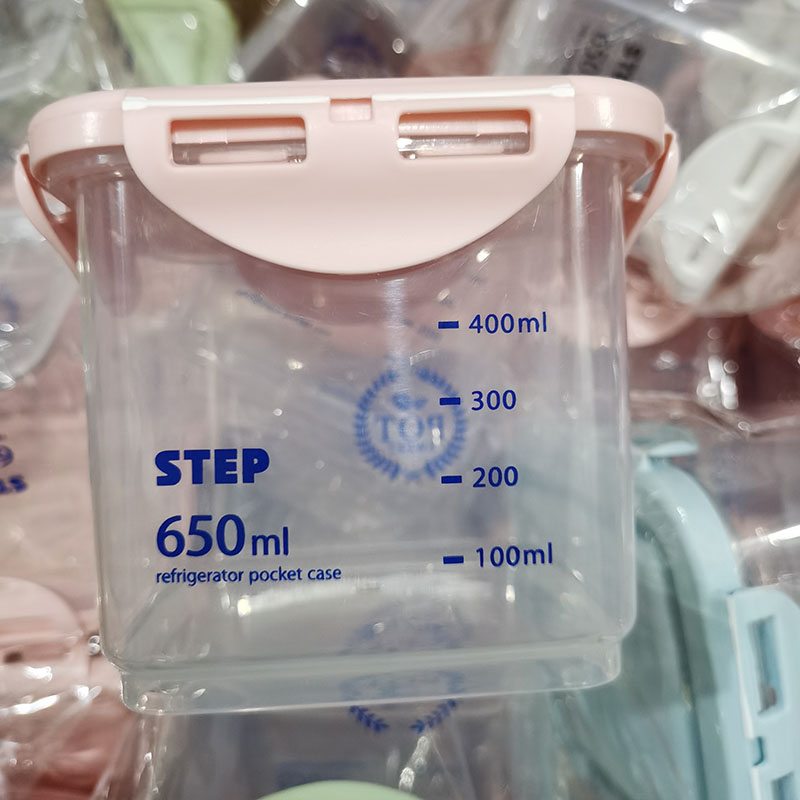 400ml
300
200
100ml
STEP
650ml
refrigerator pocket case